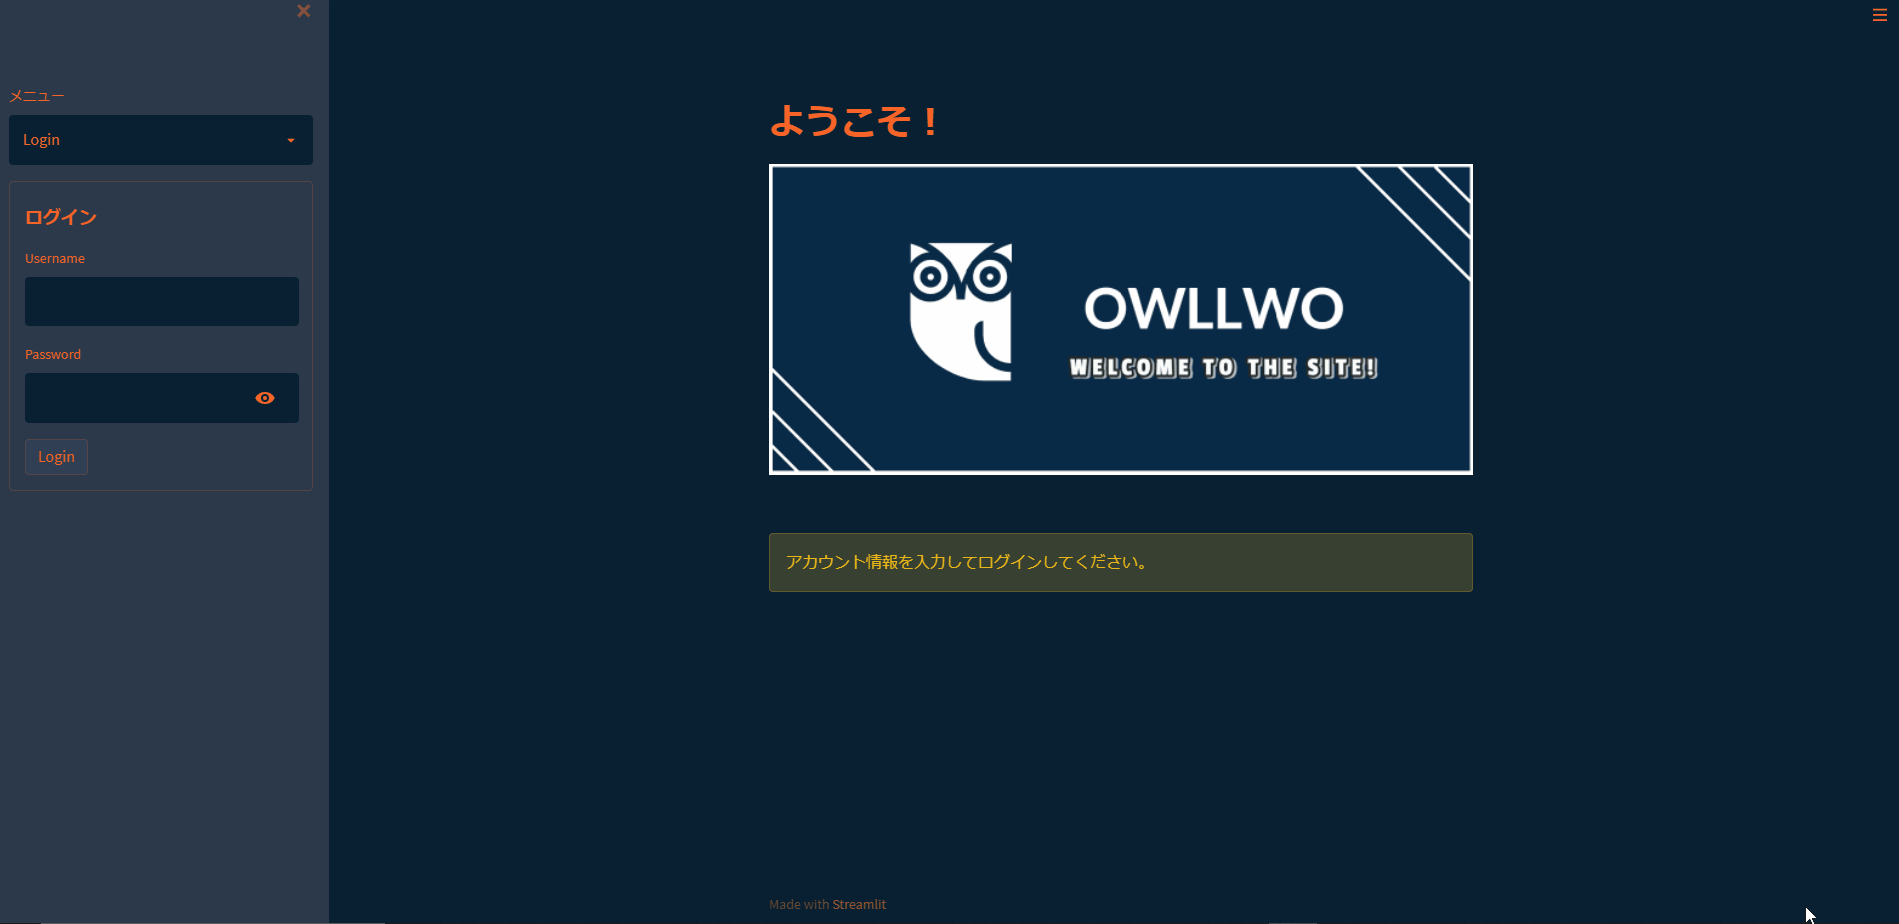 メニュー
Login
ログイン
Username
Password
Login
ようこそ！
OWLLWO
WELCOME TO THE SITE!
アカウント情報を入力してログインしてください。
Made with Streamlit